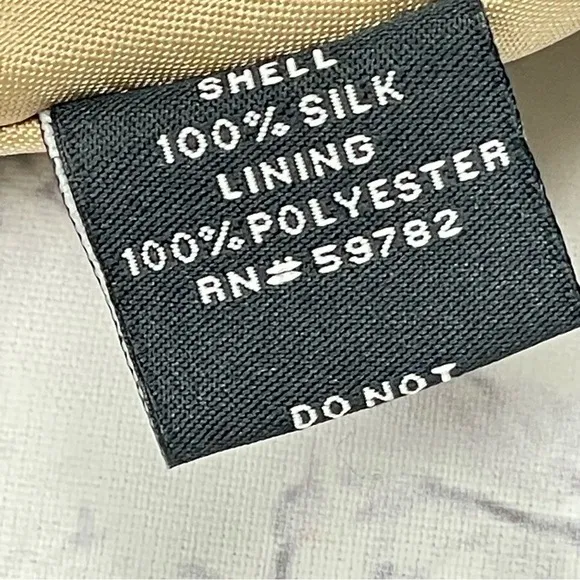 SHELL
100% SILK
LINING
100% POLYESTER
RN# 59782
DO NOT